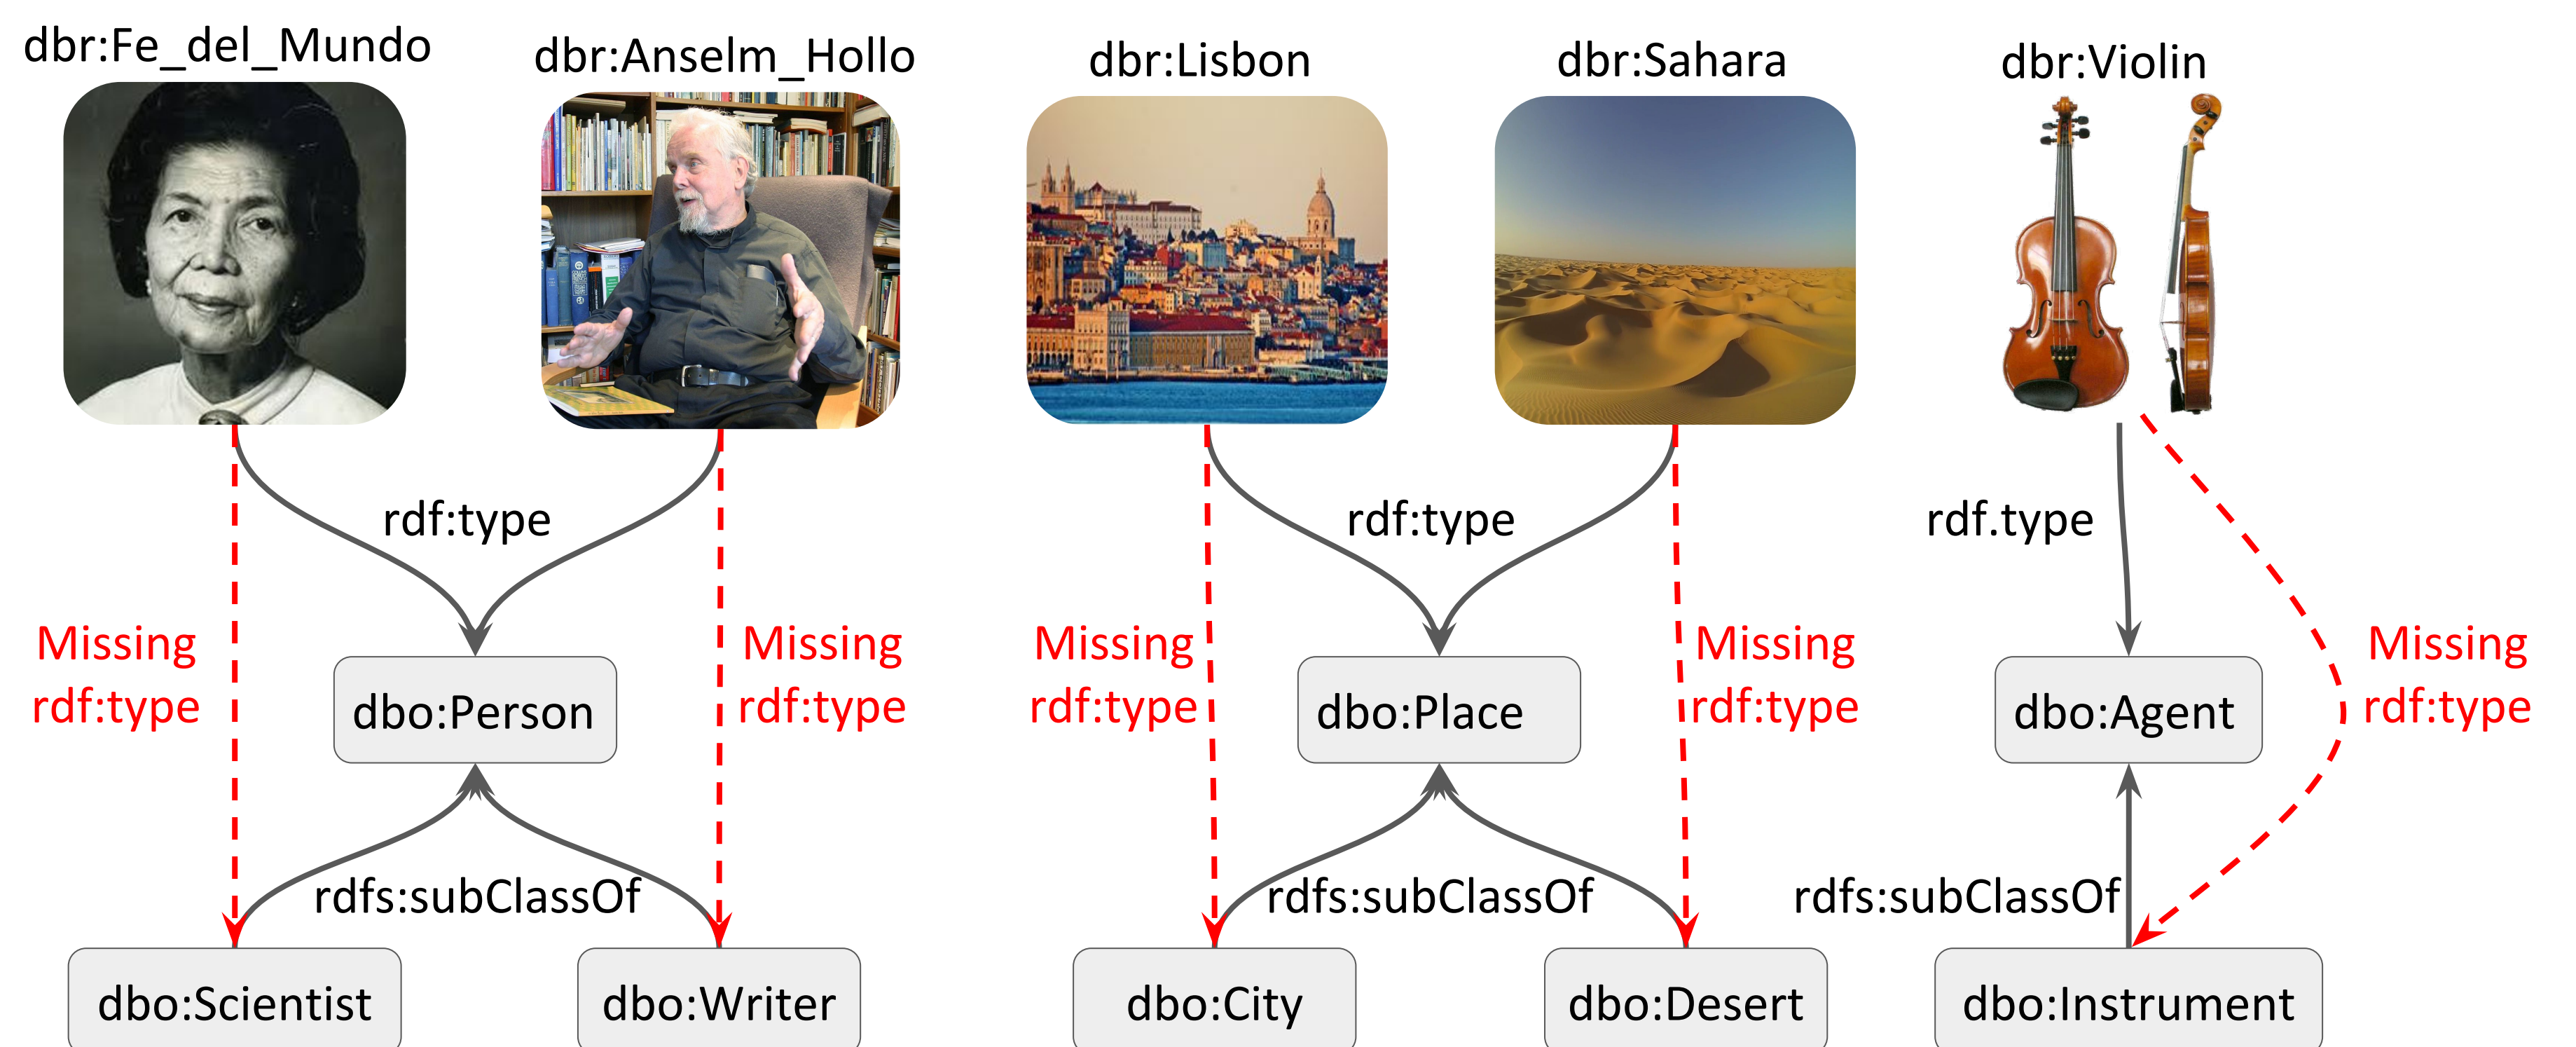 dbr:Fe_del_Mundo
dbr:Anselm_Hollo
dbr:Lisbon
dbr:Sahara
dbr:Violin
rdf:type
rdf:type
rdf.type
Missing
rdf:type
Missing
rdf:type
Missing
rdf:type
Missing
rdf:type
Missing
rdf:type
dbo:Person
dbo:Place
dbo:Agent
rdfs:subClassOf
rdfs:subClassOf
rdfs:subClassOf
dbo:Scientist
dbo:Writer
dbo:City
dbo:Desert
dbo:Instrument